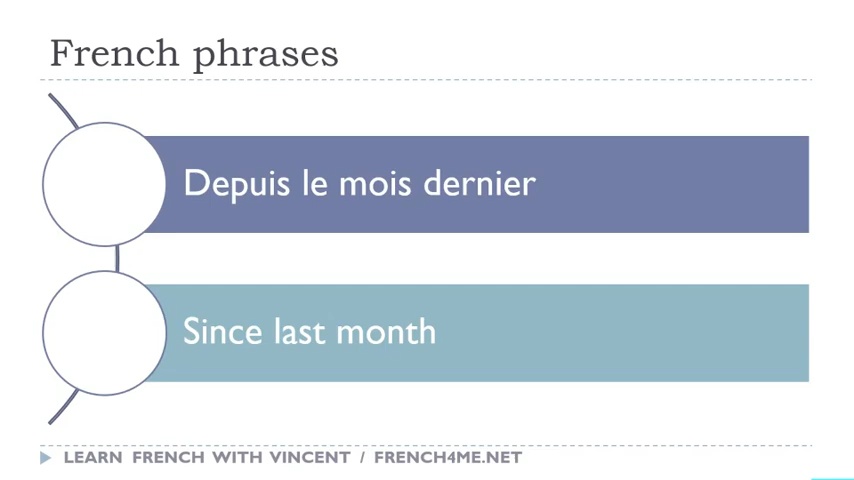 French phrases
Depuis le mois dernier
Since last month
LEARN FRENCH WITH VINCENT / FRENCH4ME.NET